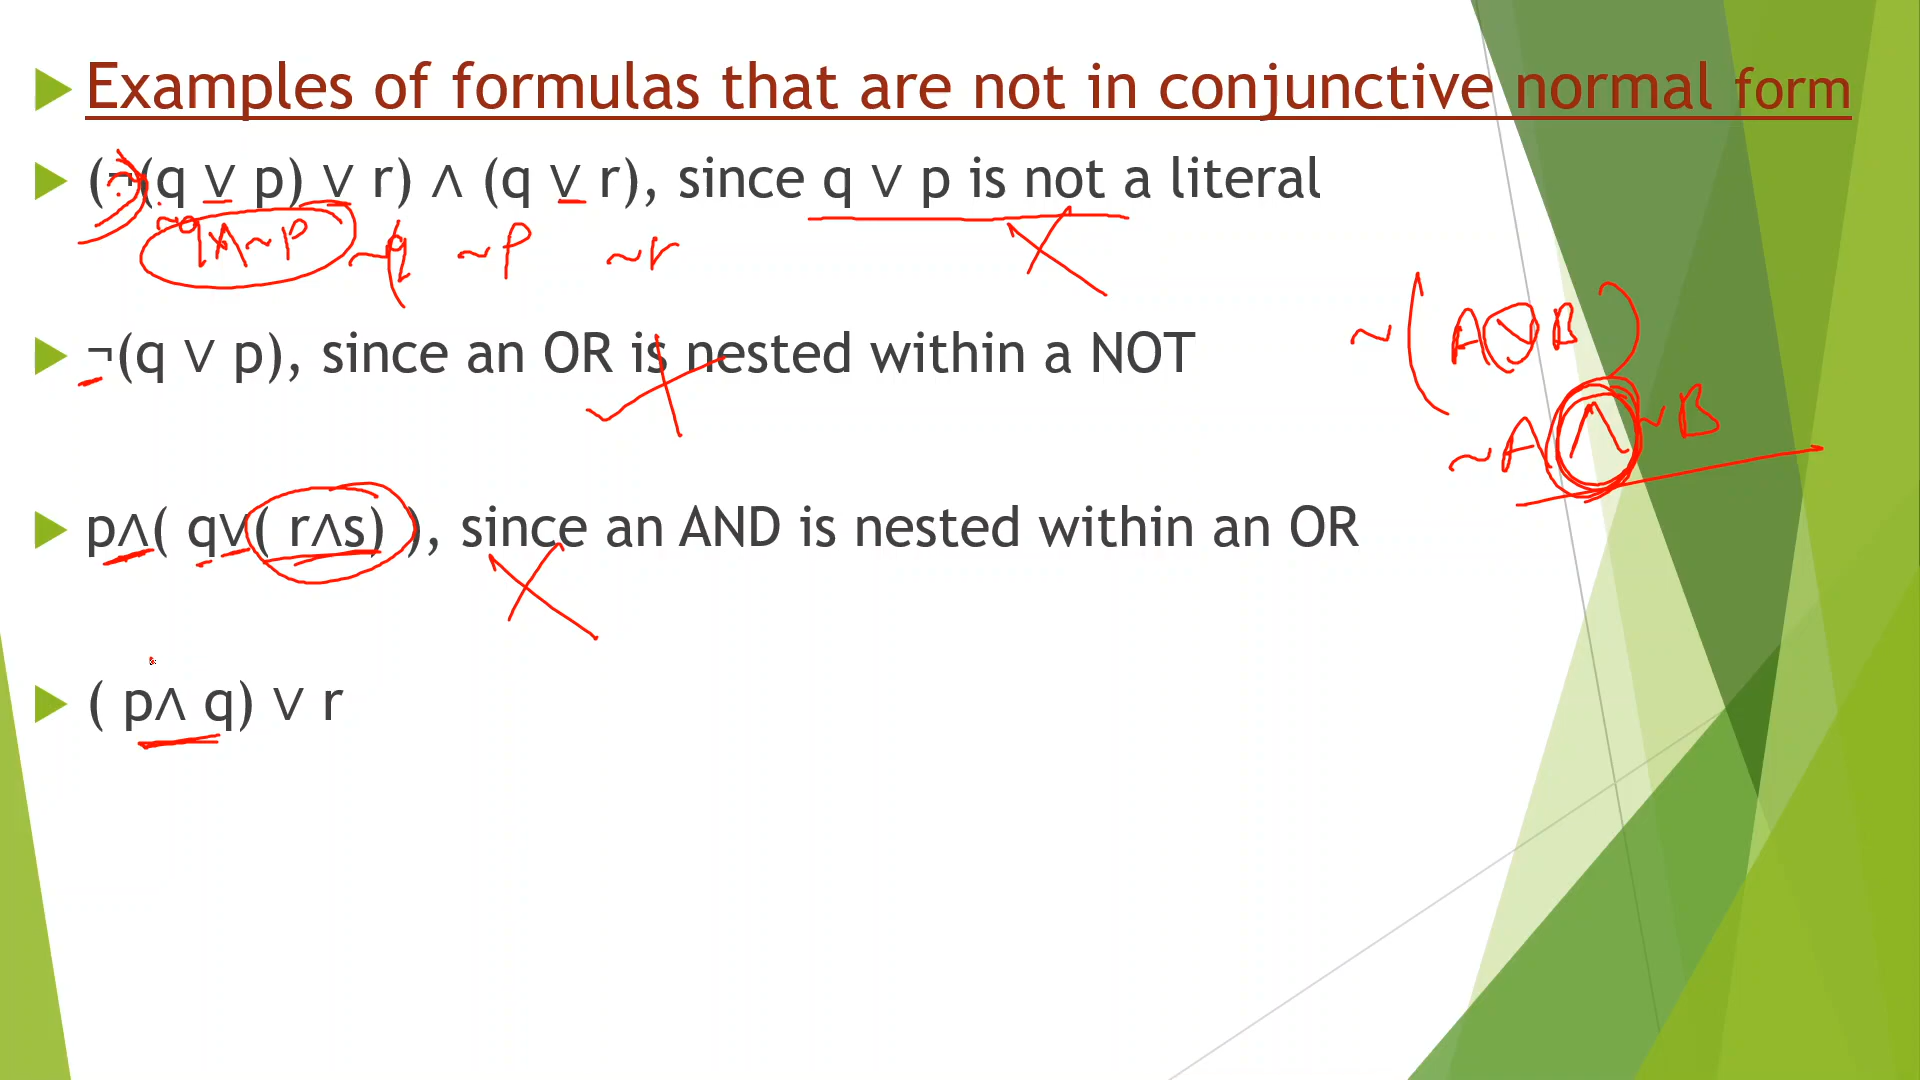 Examples of formulas that are not in conjunctive normal form
(¬(q ∨ p) ∨ r) ∧ (q ∨ r), since q ∨ p is not a literal
~q ∧ ~p ~q ~p ~r
~(A ∨ B)
¬(q ∨ p), since an OR is nested within a NOT
~A ∧ ~B
p∧( q∨( r∧s) ), since an AND is nested within an OR
( p∧ q) ∨ r